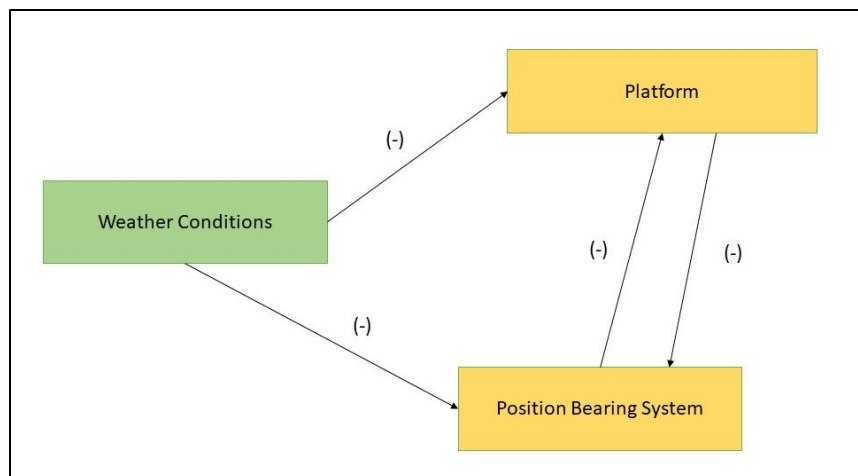 Platform
(-)
Weather Conditions
(-)
(-)
(-)
Position Bearing System